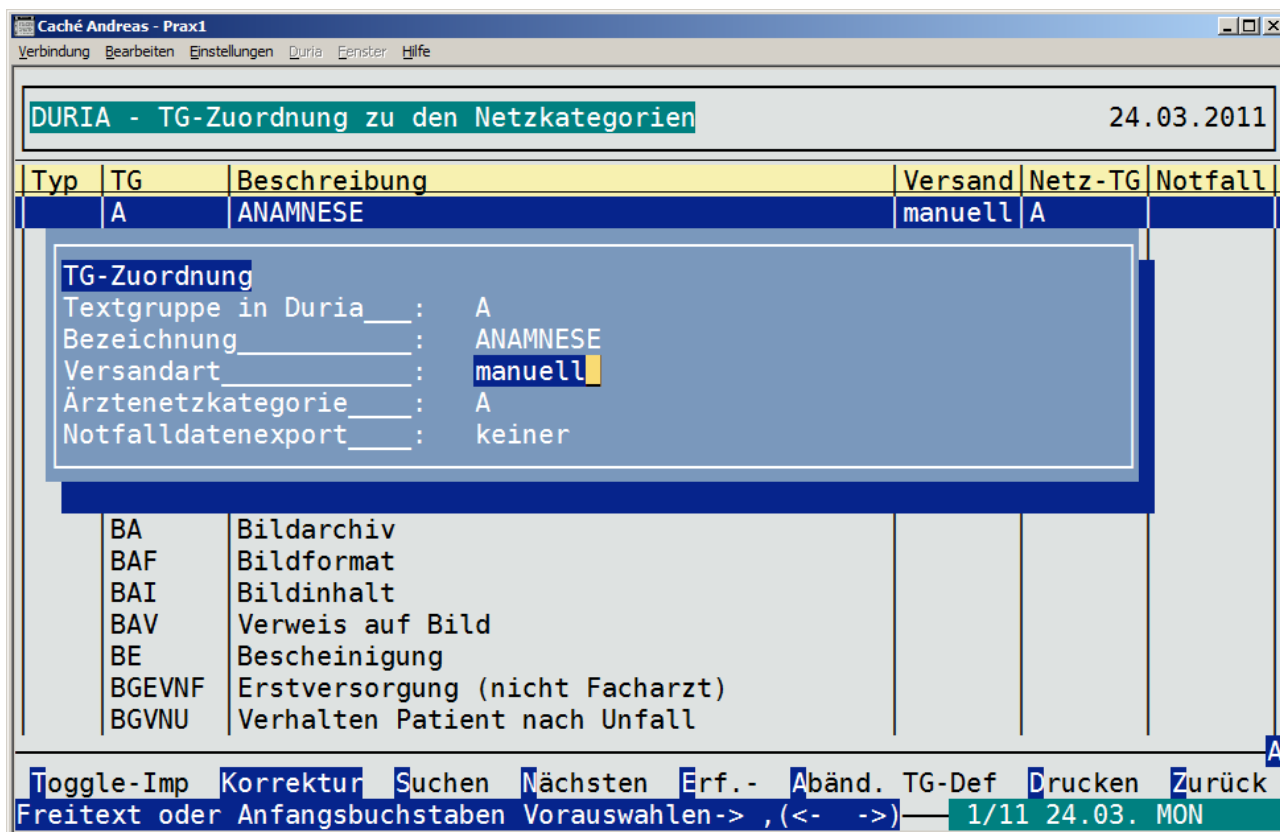 Caché Andreas - Prax1
Verbindung Bearbeiten Einstellungen Duria Fenster Hilfe
DURIA - TG-Zuordnung zu den Netzkategorien 24.03.2011
Typ TG Beschreibung Versand Netz-TG Notfall
A ANAMNESE manuell A
TG-Zuordnung
Textgruppe in Duria___: A
Bezeichnung___________: ANAMNESE
Versandart____________: manuell
Ärztenetzkategorie____: A
Notfalldatenexport____: keiner
BA Bildarchiv
BAF Bildformat
BAI Bildinhalt
BAV Verweis auf Bild
BE Bescheinigung
BGEVNF Erstversorgung (nicht Facharzt)
BGVNU Verhalten Patient nach Unfall
A
Toggle-Imp Korrektur Suchen Nächsten Erf.- Abänd. TG-Def Drucken Zurück
Freitext oder Anfangsbuchstaben Vorauswahlen-> ,(<- ->) 1/11 24.03. MON